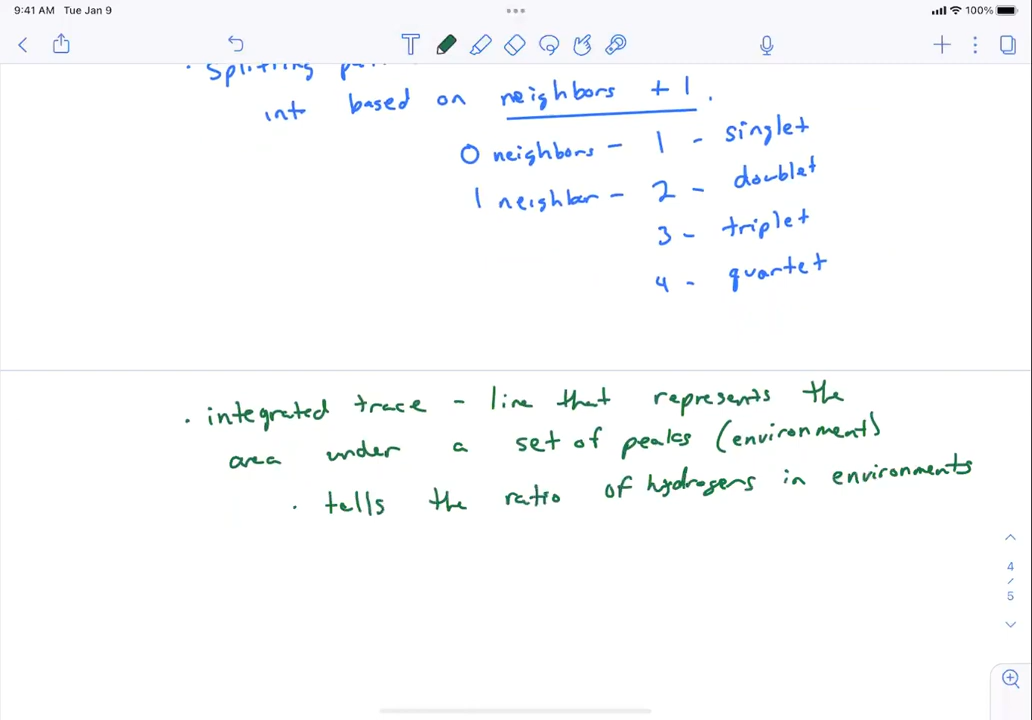 9:41 AM Tue Jan 9
100%
T
• splitting
int based on neighbors + 1.
0 neighbors - 1 - singlet
1 neighbor - 2 - doublet
3 - triplet
4 - quartet
• integrated trace - line that represents the
area under a set of peaks (environment)
• tells the ratio of hydrogens in environments
4
/
5